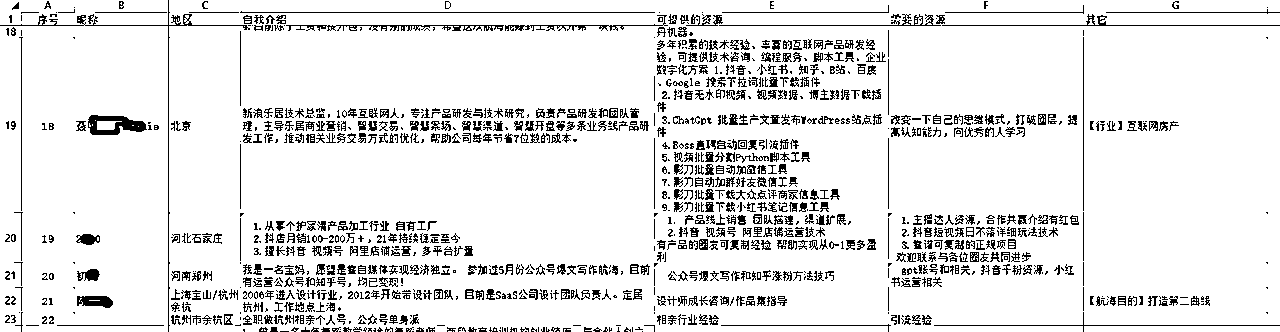 A B C D E F G
1 序号 昵称 地区 自我介绍 可提供的资源 需要的资源 其它
18
丹机器。
19 18 北京
新浪乐居技术总监，10年互联网人，专注产品研发与技术研究，负责产品研发和团队管
理，主导乐居商业营销、智慧交易、智慧案场、智慧渠道、智慧开盘等多条业务线产品研
发工作，推动相关业务交易方式的优化，帮助公司每年节省7位数的成本。
多年积累的技术经验、丰富的互联网产品研发经
验，可提供技术咨询、编程服务、脚本工具、企业
数字化方案 1.抖音、小红书、知乎、B站、百度
、Google 搜索下拉词批量下载插件
2.抖音无水印视频、视频数据、博主数据下载插
件
3.ChatGpt 批量生产文章发布WordPress站点插
件
4.Boss直聘自动回复引流插件
5.视频批量分割Python脚本工具
6.影刀批量自动加微信工具
7.影刀自动加群好友微信工具
8.影刀批量下载大众点评商家信息工具
9.影刀批量下载小红书笔记信息工具
改变一下自己的思维模式，打破圈层，提
高认知能力，向优秀的人学习
【行业】互联网房产
20 19 河北石家庄
1.从事个护家清产品加工行业 自有工厂
2.抖店月销100-200万+，21年持续稳定至今
3.擅长抖音 视频号 阿里店铺运营，多平台扩量
1. 产品线上销售 团队搭建，渠道扩展，
2.抖音 视频号 阿里店铺运营技术
有产品的圈友可复制经验 帮助实现从0-1更多盈
利
1.主播达人资源，合作共赢介绍有红包
2.抖音短视频日不落详细玩法技术
3.靠谱可复制的正规项目
欢迎联系与各位圈友共同进步
21 20 初 河南郑州
我是一名宝妈，愿望是靠自媒体实现经济独立。 参加过5月份公众号爆文写作航海，目前
有运营公众号和知乎号，均已变现！
公众号爆文写作和知乎涨粉方法技巧
gpt账号和相关，抖音千粉资源，小红
书运营相关
22 21 上海宝山/杭州
余杭
2006年进入设计行业，2012年开始带设计团队，目前是SaaS公司设计团队负责人。定居
杭州，工作地点上海。
设计师成长咨询/作品集指导
【航海目的】打造第二曲线
23 22 杭州市余杭区 全职做杭州相亲个人号，公众号单身派 相亲行业经验 引流经验